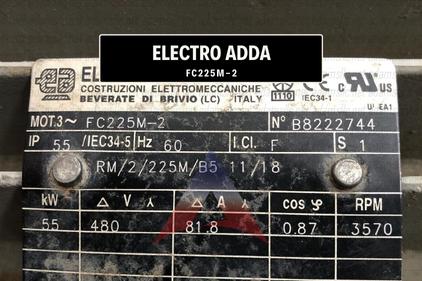 ELECTRO ADDA
FC225M-2
EL
COSTRUZIONI ELETTROMECCANICHE
BEVERATE DI BRIVIO (LC) ITALY
1110
IEC34-1
MOT.3~ FC225M-2 N° B8222744
IP 55 /IEC34-5 Hz 60 I.Cl. F S 1
RM/2/225M/B5 11/18
kW Δ V Y Δ A Y cos φ RPM
55 480 81.8 0.87 3570